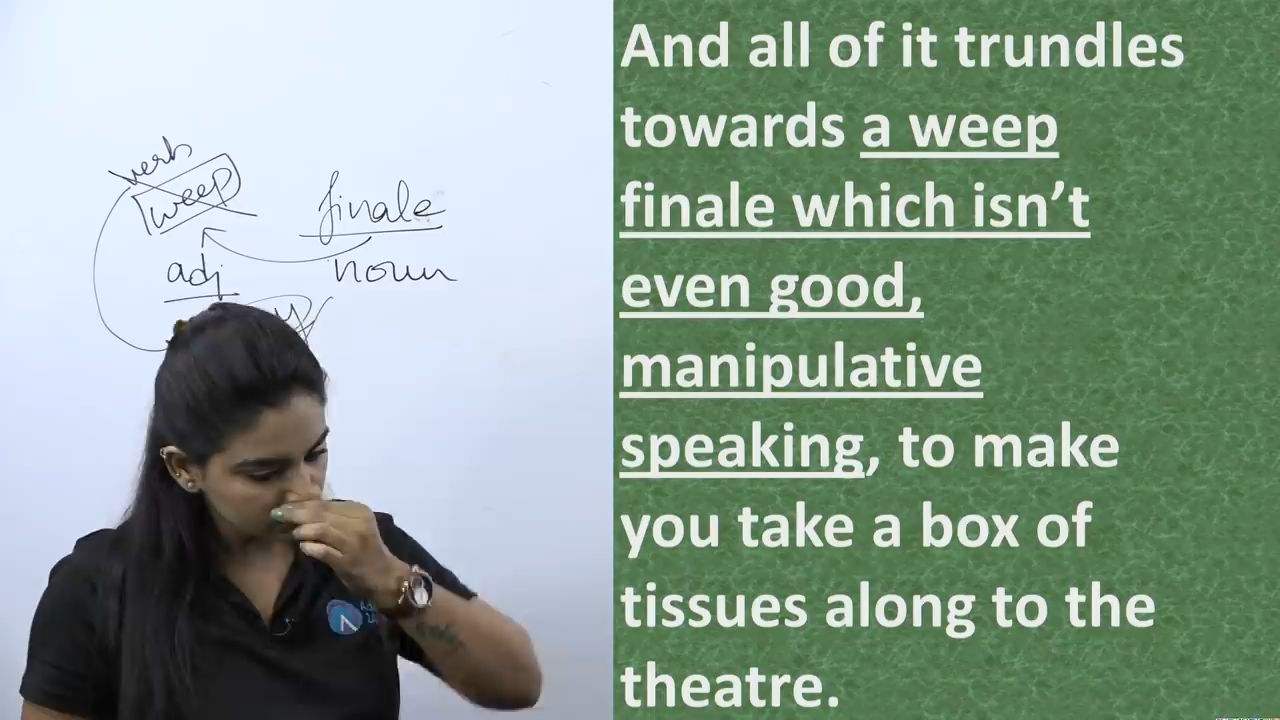 verb
weep
finale
adj
noun
And all of it trundles
towards a weep
finale which isn’t
even good,
manipulative
speaking, to make
you take a box of
tissues along to the
theatre.